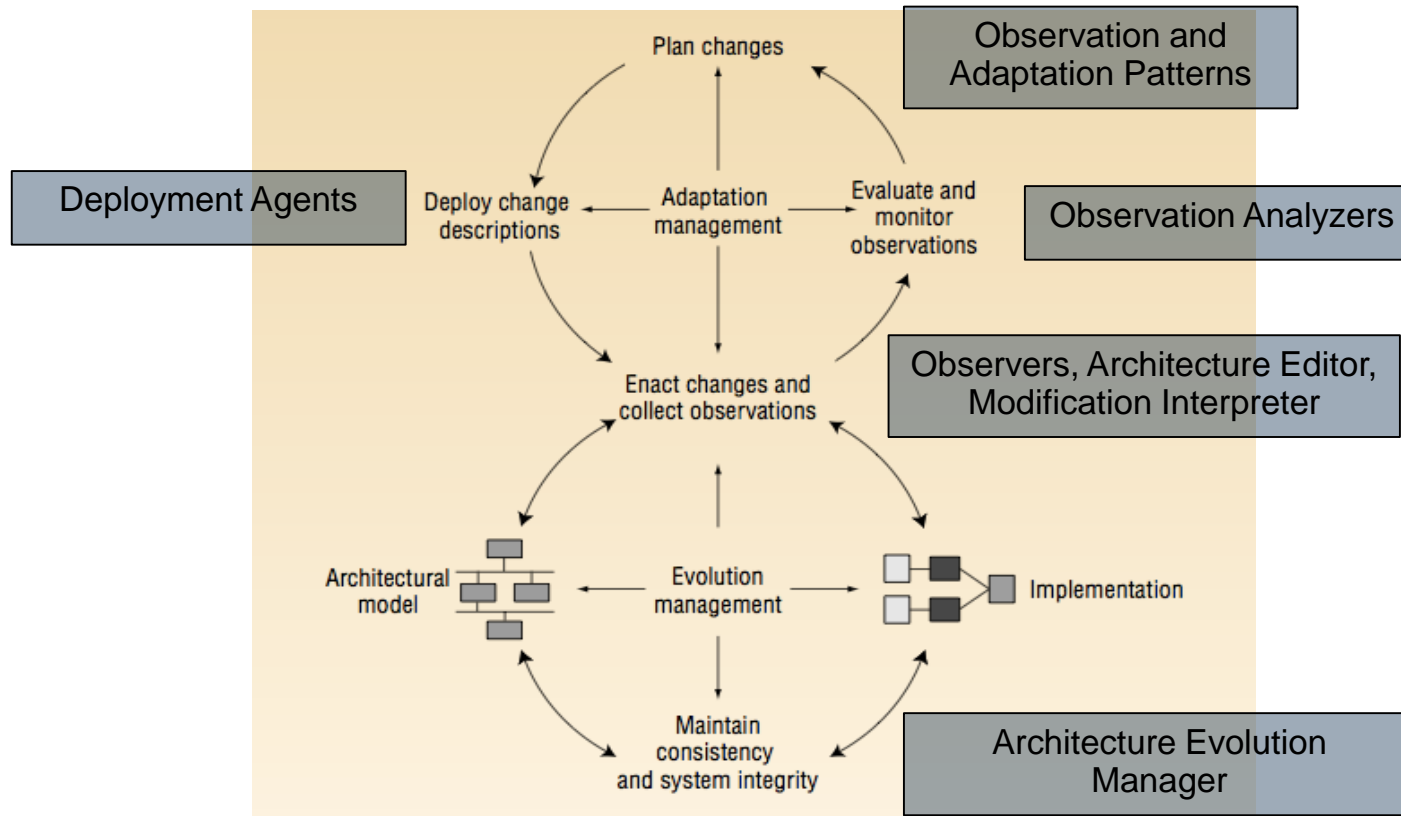 Plan changes
Observation and
Adaptation Patterns
Deployment Agents
Deploy change
descriptions
Adaptation
management
Evaluate and
monitor
observations
Observation Analyzers
Enact changes and
collect observations
Observers, Architecture Editor,
Modification Interpreter
Architectural
model
Evolution
management
Implementation
Maintain
consistency
and system integrity
Architecture Evolution
Manager